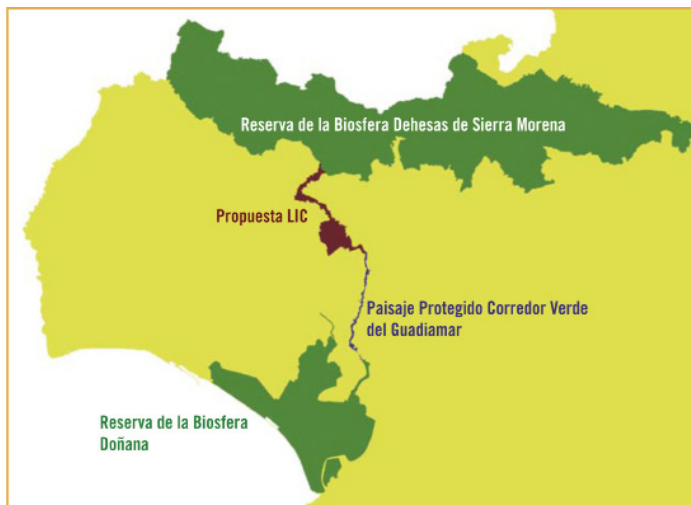 Reserva de la Biosfera Dehesas de Sierra Morena
Propuesta LIC
Paisaje Protegido Corredor Verde
del Guadiamar
Reserva de la Biosfera
Doñana